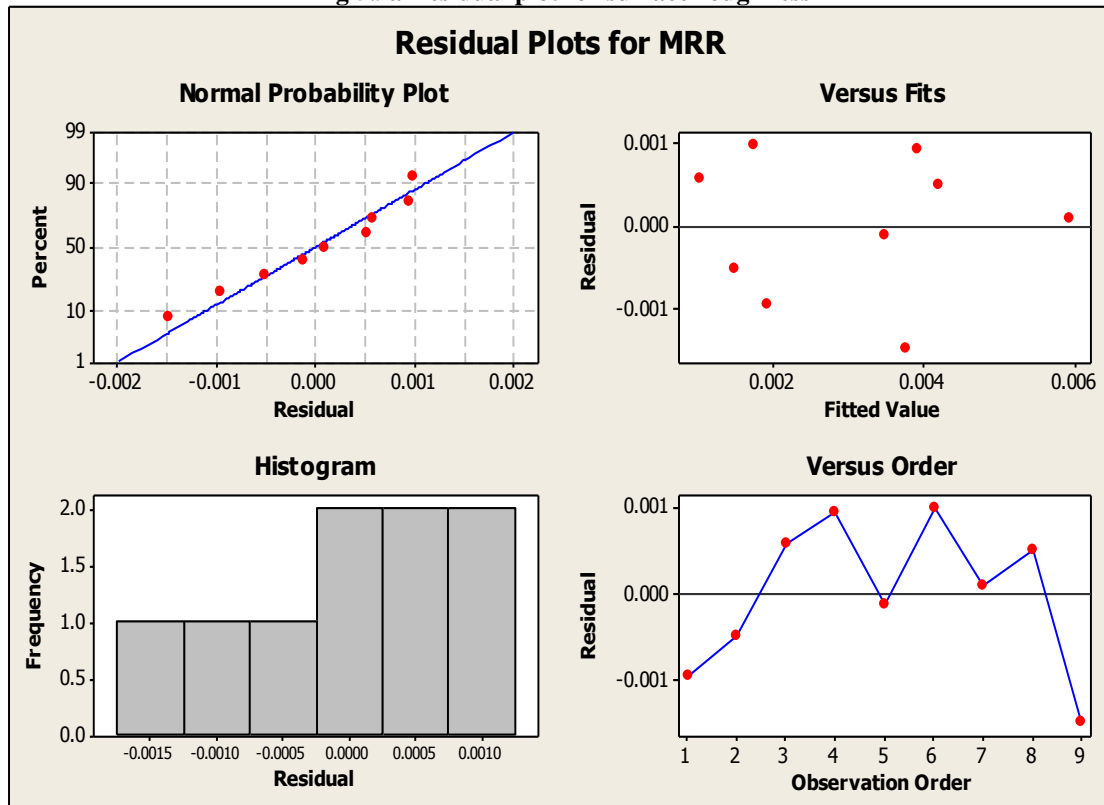 Residual Plots for MRR
Normal Probability Plot
99
90
50
10
1
Percent
-0.002 -0.001 0.000 0.001 0.002
Residual
Versus Fits
0.001
0.000
-0.001
Residual
0.002 0.004 0.006
Fitted Value
Histogram
2.0
1.5
1.0
0.5
0.0
Frequency
-0.0015 -0.0010 -0.0005 0.0000 0.0005 0.0010
Residual
Versus Order
0.001
0.000
-0.001
Residual
1 2 3 4 5 6 7 8 9
Observation Order